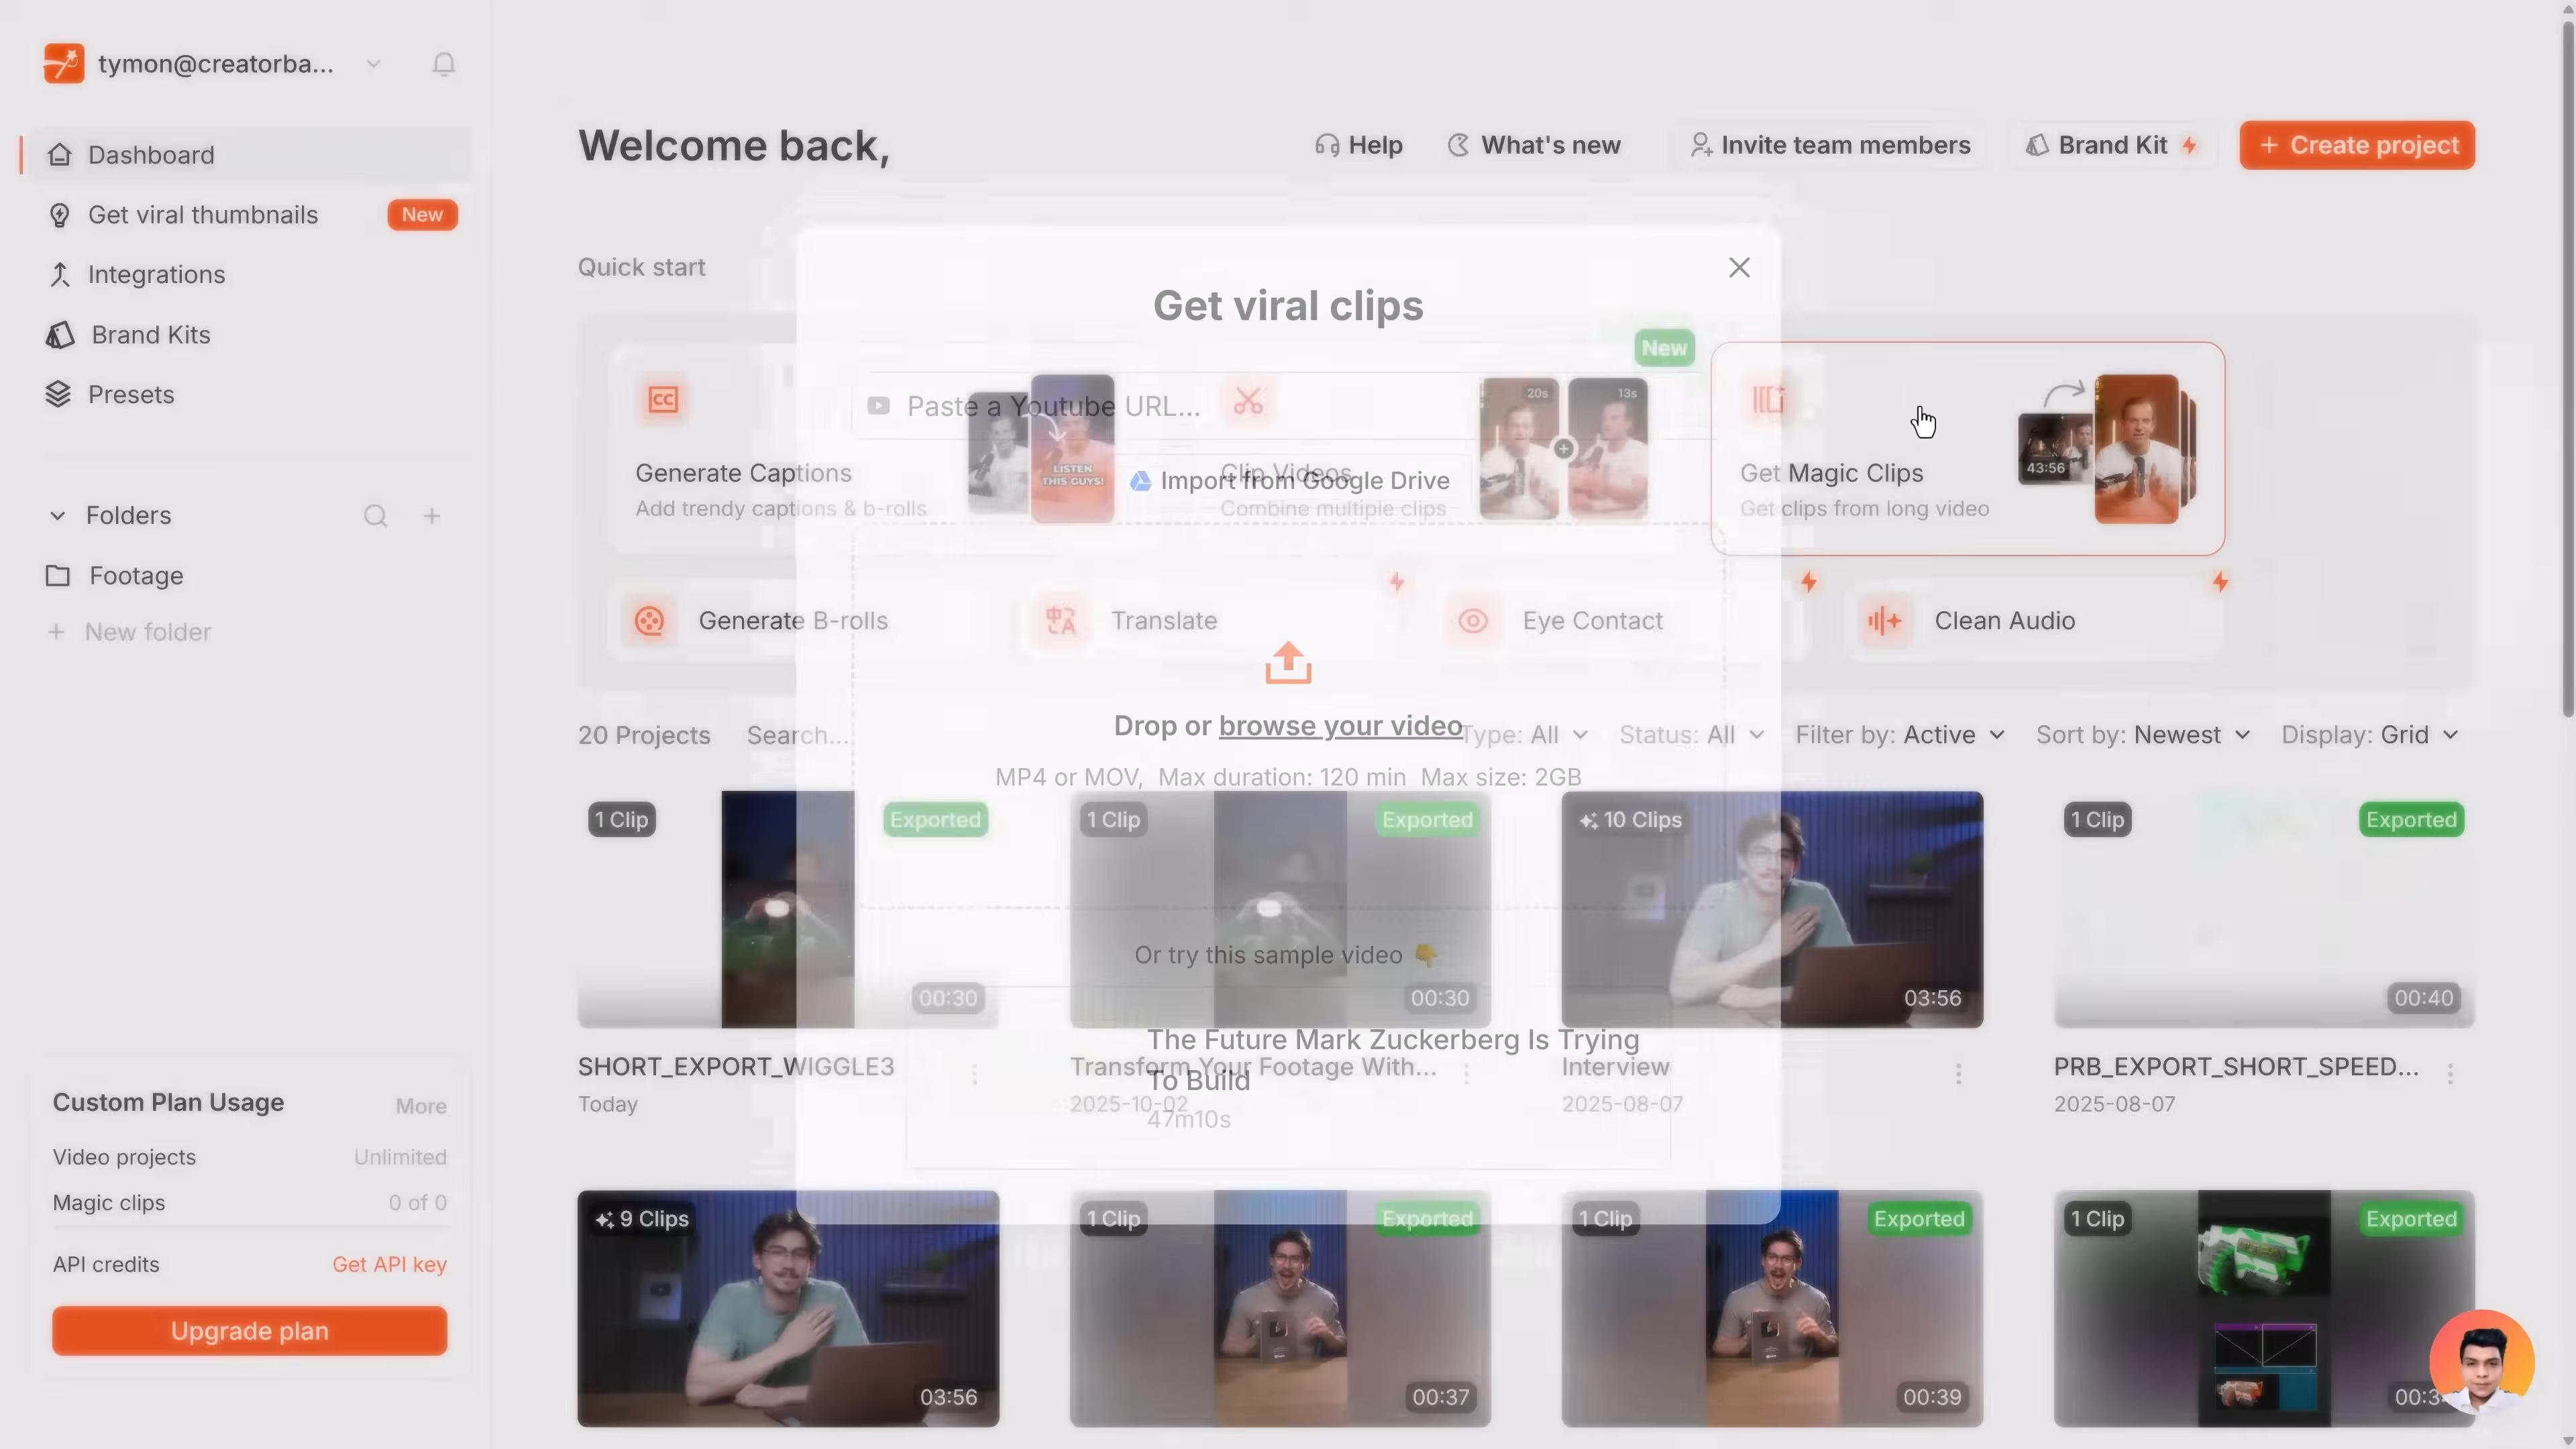 tymon@creatorba...
Dashboard
Get viral thumbnails
New
Integrations
Brand Kits
Presets
Folders
Footage
New folder
Custom Plan Usage
More
Video projects
Unlimited
Magic clips
0 of 0
API credits
Get API key
Upgrade plan
Welcome back,
Help
What's new
Invite team members
Brand Kit
Create project
Quick start
Get viral clips
New
Paste a Youtube URL...
CC
LISTEN
THIS GUYS!
20s
13s
43:56
Generate Captions
Clip Videos
Import from Google Drive
Get Magic Clips
Add trendy captions & b-rolls
Combine multiple clips
Get clips from long video
Generate B-rolls
Translate
Eye Contact
Clean Audio
Drop or browse your video
20 Projects
Search...
Type: All
Status: All
Filter by: Active
Sort by: Newest
Display: Grid
MP4 or MOV, Max duration: 120 min Max size: 2GB
1 Clip
Exported
1 Clip
Exported
10 Clips
1 Clip
Exported
Or try this sample video 👇
00:30
00:30
03:56
00:40
The Future Mark Zuckerberg Is Trying
To Build
47m10s
SHORT_EXPORT_WIGGLE3
Today
Transform Your Footage With...
2025-10-02
Interview
2025-08-07
PRB_EXPORT_SHORT_SPEED...
2025-08-07
9 Clips
1 Clip
Exported
1 Clip
Exported
1 Clip
Exported
03:56
00:37
00:39